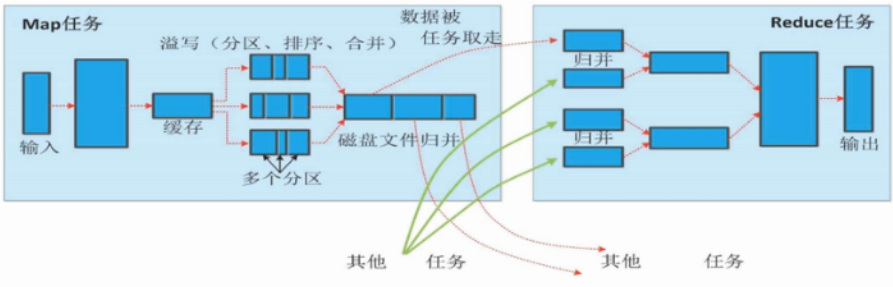 Map任务
溢写（分区、排序、合并）
数据被
任务取走
Reduce任务
输入
缓存
多个分区
磁盘文件归并
归并
归并
输出
其他 任务
其他 任务